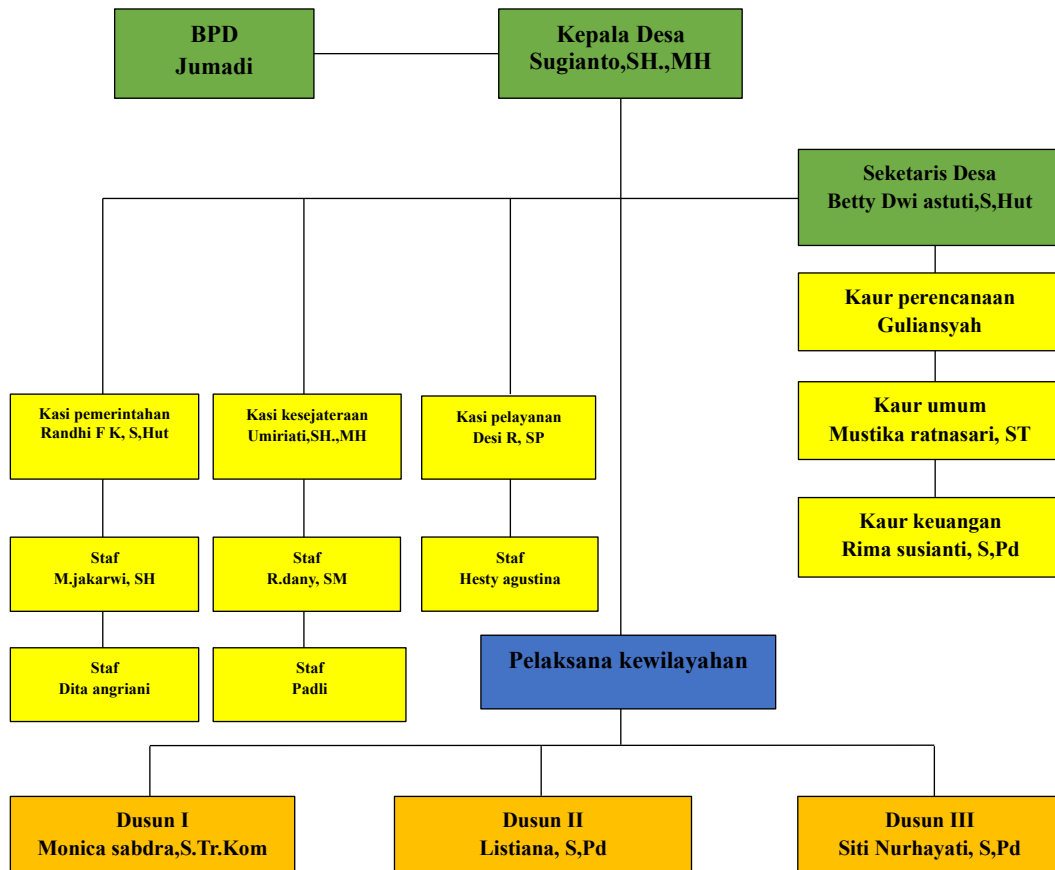 BPD
Jumadi
Kepala Desa
Sugianto,SH.,MH
Seketaris Desa
Betty Dwi astuti,S,Hut
Kaur perencanaan
Guliansyah
Kaur umum
Mustika ratnasari, ST
Kaur keuangan
Rima susianti, S,Pd
Kasi pemerintahan
Randhi F K, S,Hut
Kasi kesejateraan
Umiriati,SH.,MH
Kasi pelayanan
Desi R, SP
Staf
M.jakarwi, SH
Staf
R.dany, SM
Staf
Hesty agustina
Staf
Dita angriani
Staf
Padli
Pelaksana kewilayahan
Dusun I
Monica sabdra,S.Tr.Kom
Dusun II
Listiana, S,Pd
Dusun III
Siti Nurhayati, S,Pd